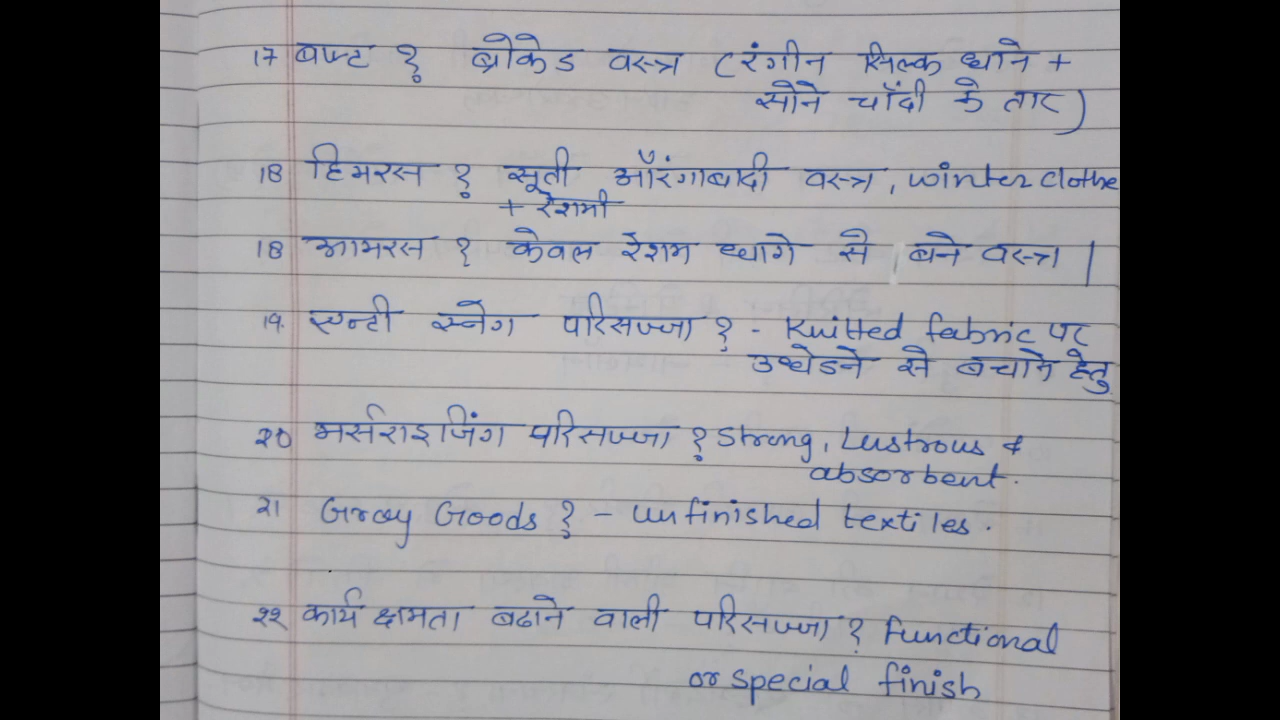 17 बाण्ट ? ब्रोकेड वस्त्र (रंगीन सिल्क धाने +
सोने चाँदी के तार)
18 हिमरस ? सूती औरंगाबादी वस्त्र, winter clothe
+ रेशमी
18 आमरस ? केवल रेशम धागे से बने वस्त्र।
19. एन्टी स्नेग परिसज्जा ? - Knitted fabric पर
उधेडने से बचाने हेतु
20 मर्सराइजिंग परिसज्जा ? Strong, Lustrous &
absorbent.
21 Gray Goods ? - unfinished textiles.
22 कार्य क्षमता बढाने वाली परिसज्जा ? functional
or special finish